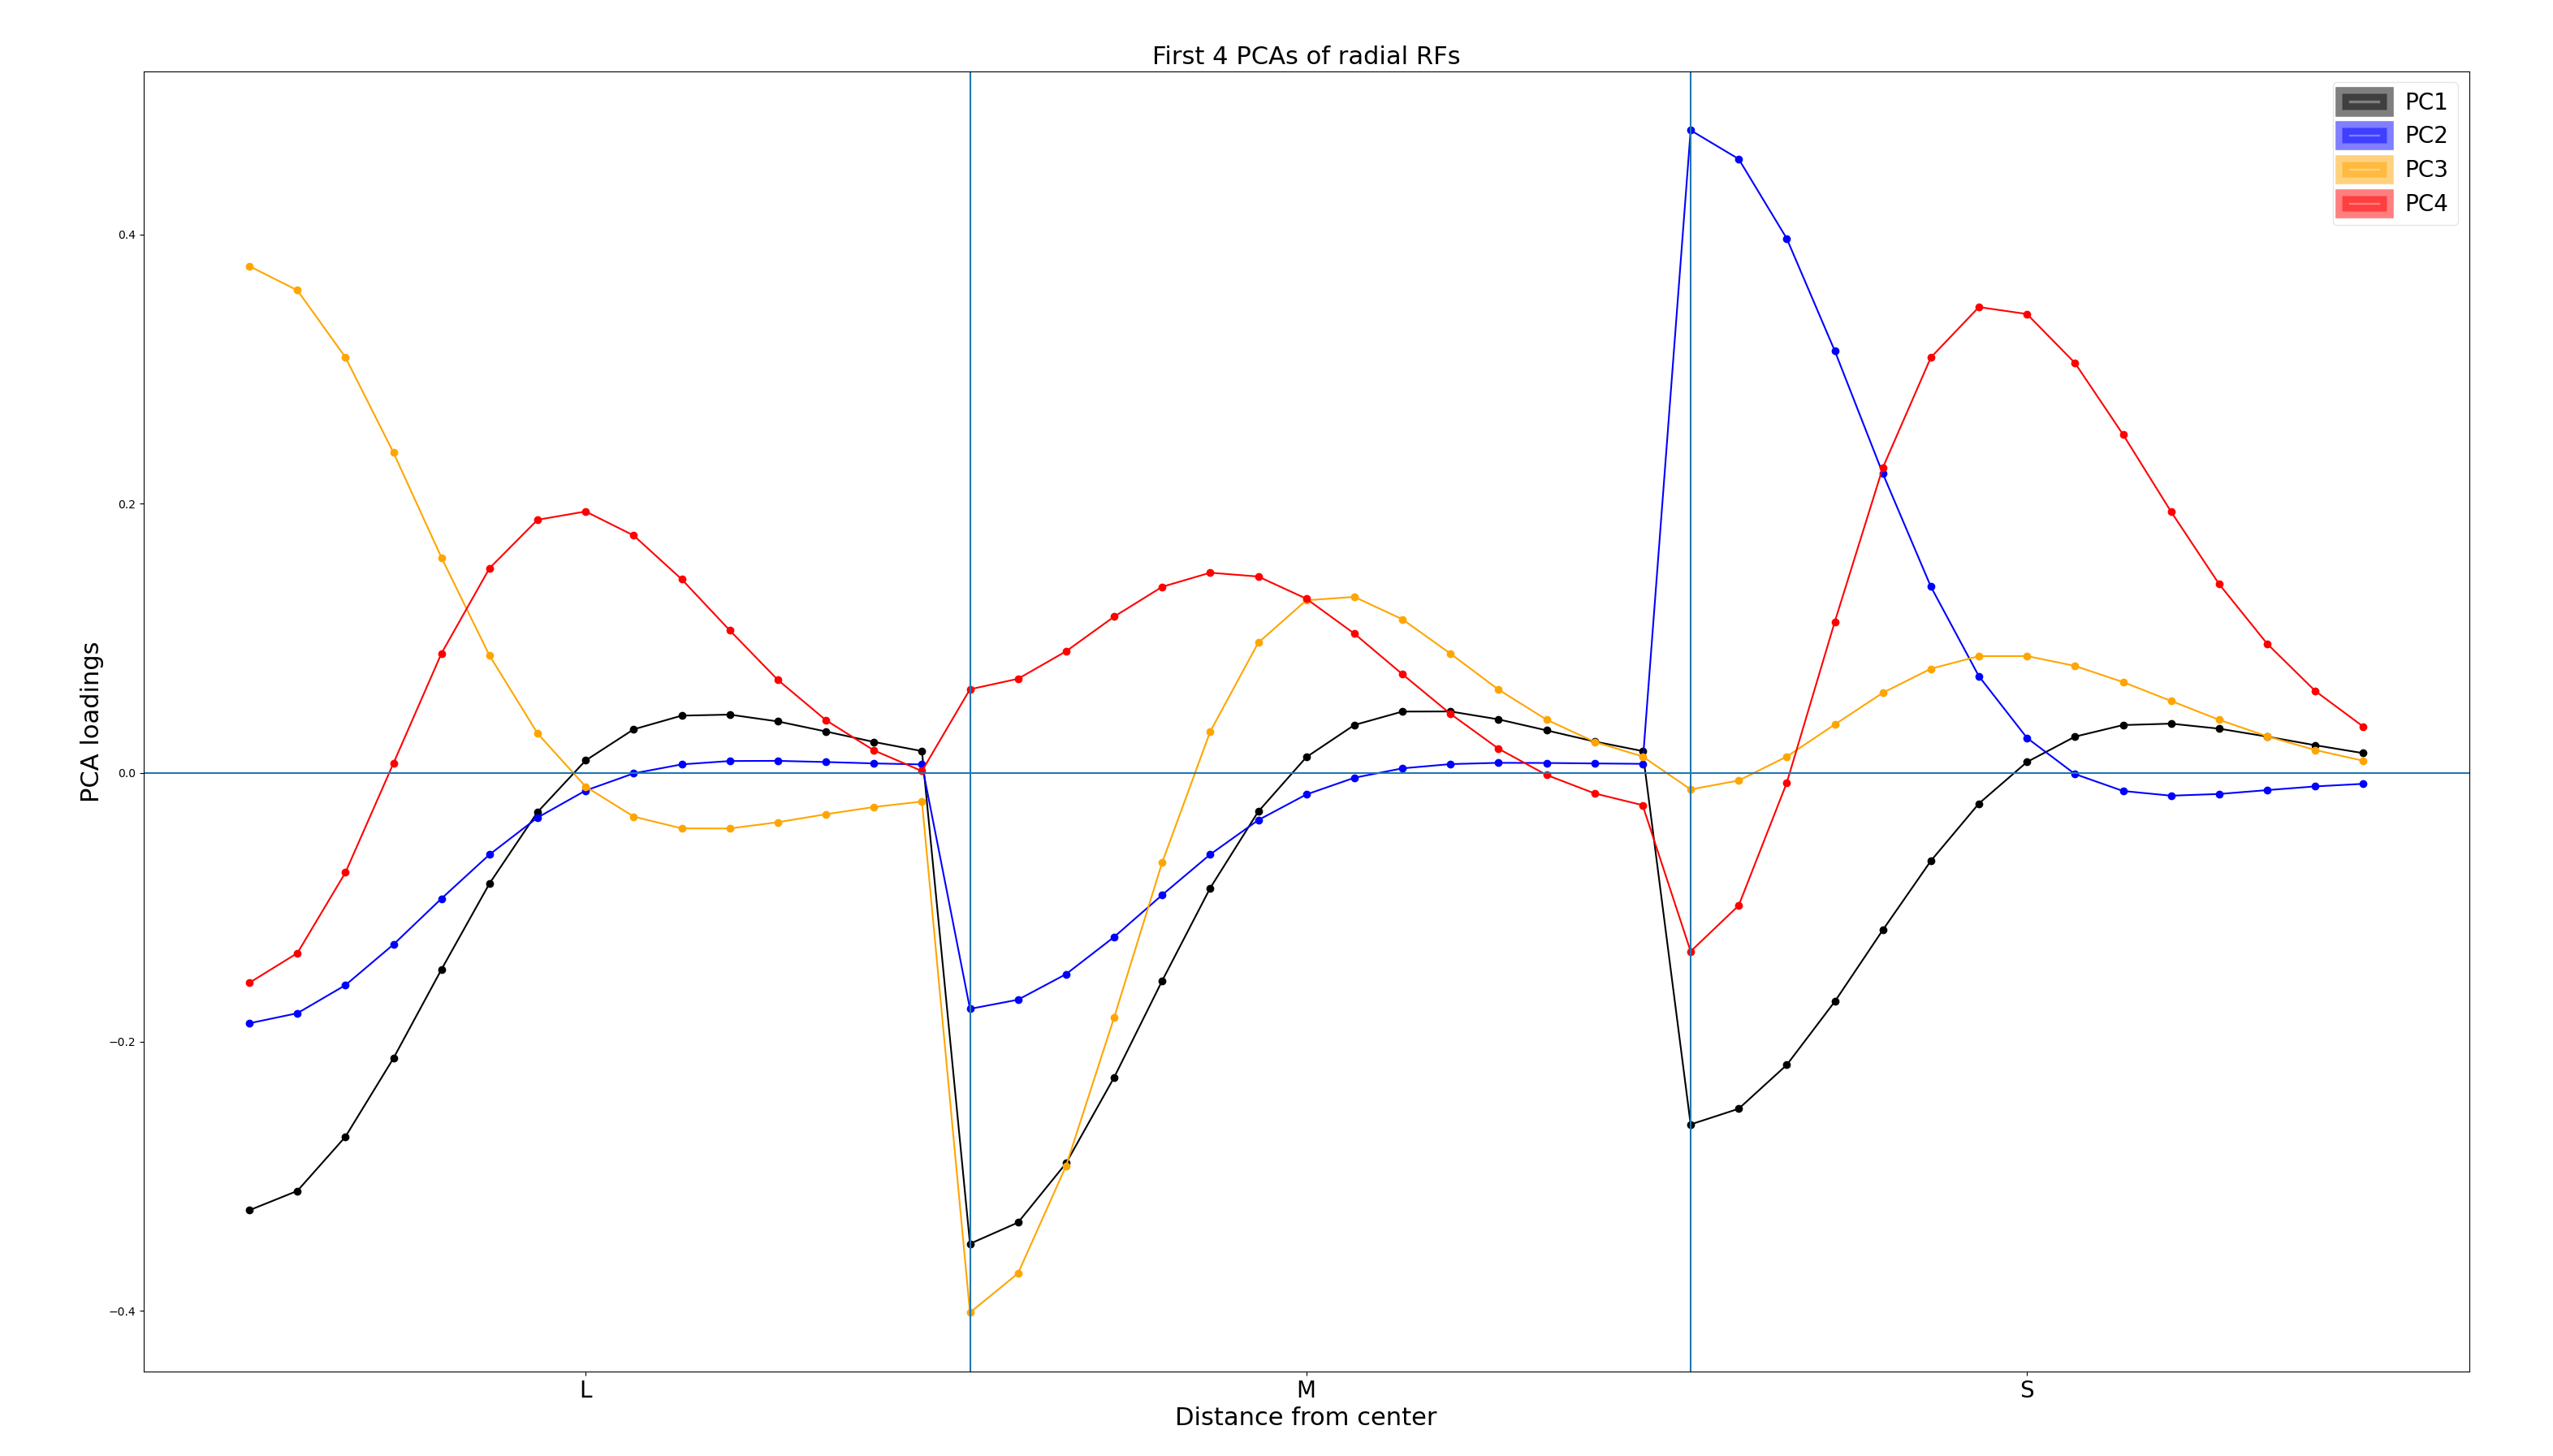 First 4 PCAs of radial RFs
PC1
PC2
PC3
PC4
PCA loadings
0.4
0.2
0.0
−0.2
−0.4
L M S
Distance from center